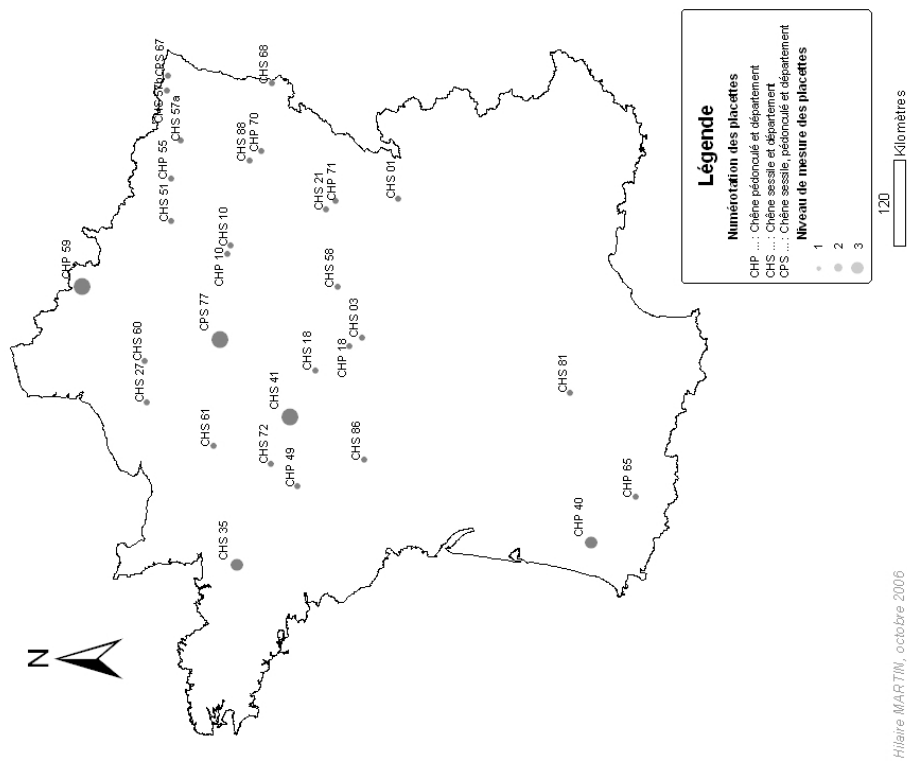 N
CHP 59
CHS 51
CHP 55
CHS 57a
CHS 57b
CPS 67
CHS 60
CHS 27
CPS 77
CHP 10
CHS 10
CHS 88
CHP 70
CHS 68
CHS 61
CHS 35
CHS 72
CHS 41
CHP 49
CHS 18
CHP 18
CHS 03
CHS 58
CHS 21
CHP 71
CHS 01
CHS 86
CHS 81
CHP 40
CHP 65
Légende
Numérotation des placettes
CHP ....: Chêne pédonculé et département
CHS ....: Chêne sessile et département
CPS ....: Chêne sessile, pédonculé et département
Niveau de mesure des placettes
1
2
3
120
Kilomètres
Hilaire MARTIN, octobre 2006